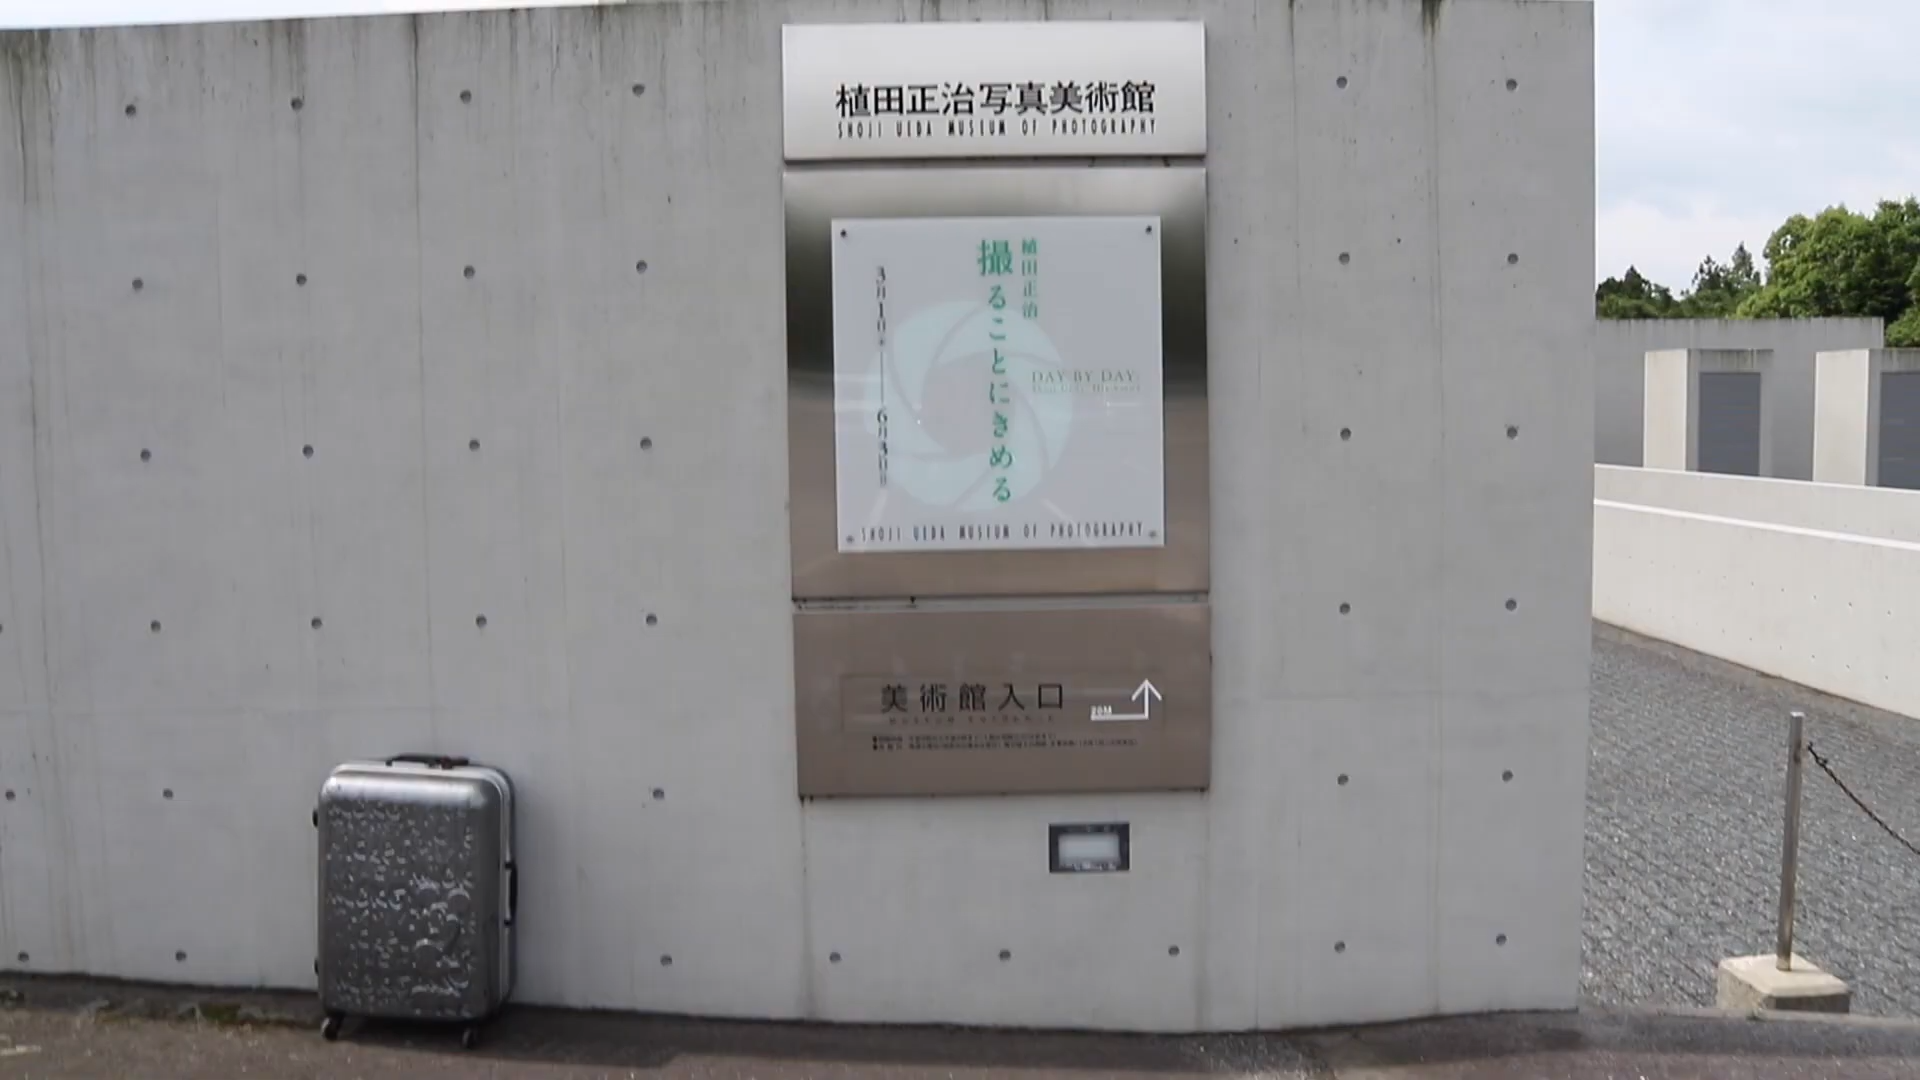 植田正治写真美術館
SHOJI UEDA MUSEUM OF PHOTOGRAPHY
植田正治
撮ることにきめる
DAY BY DAY
3月1日
6月3日
SHOJI UEDA MUSEUM OF PHOTOGRAPHY
美術館入口
MUSEUM ENTRANCE
20M